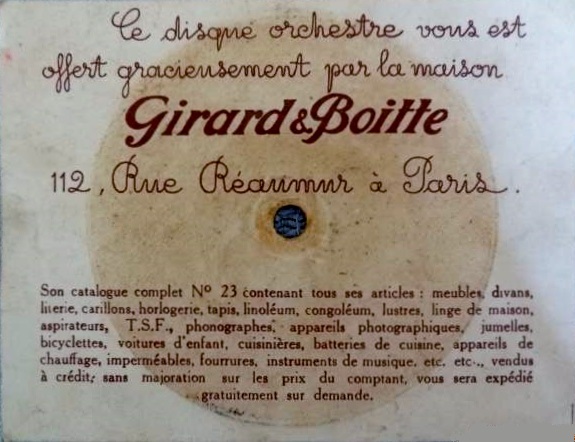 Ce disque orchestre vous est
offert gracieusement par la maison
Girard & Boitte
112, Rue Réaumur à Paris.
Son catalogue complet Nº 23 contenant tous ses articles : meubles, divans,
literie, carillons, horlogerie, tapis, linoléum, congoléum, lustres, linge de maison,
aspirateurs, T.S.F., phonographes, appareils photographiques, jumelles,
bicyclettes, voitures d'enfant, cuisinières, batteries de cuisine, appareils de
chauffage, imperméables, fourrures, instruments de musique, etc. etc..., vendus
à crédit, sans majoration sur les prix du comptant, vous sera expédié
gratuitement sur demande.